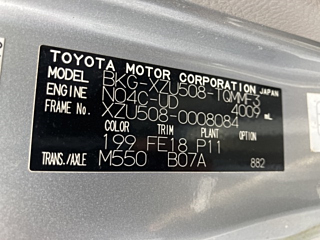 TOYOTA MOTOR CORPORATION JAPAN
MODEL BKG-XZU508-TQMMF3
ENGINE N04C-UD 4009 mL
FRAME No. XZU508-0008084
COLOR TRIM PLANT OPTION
199 FE18 P11
TRANS./AXLE M550 B07A 882